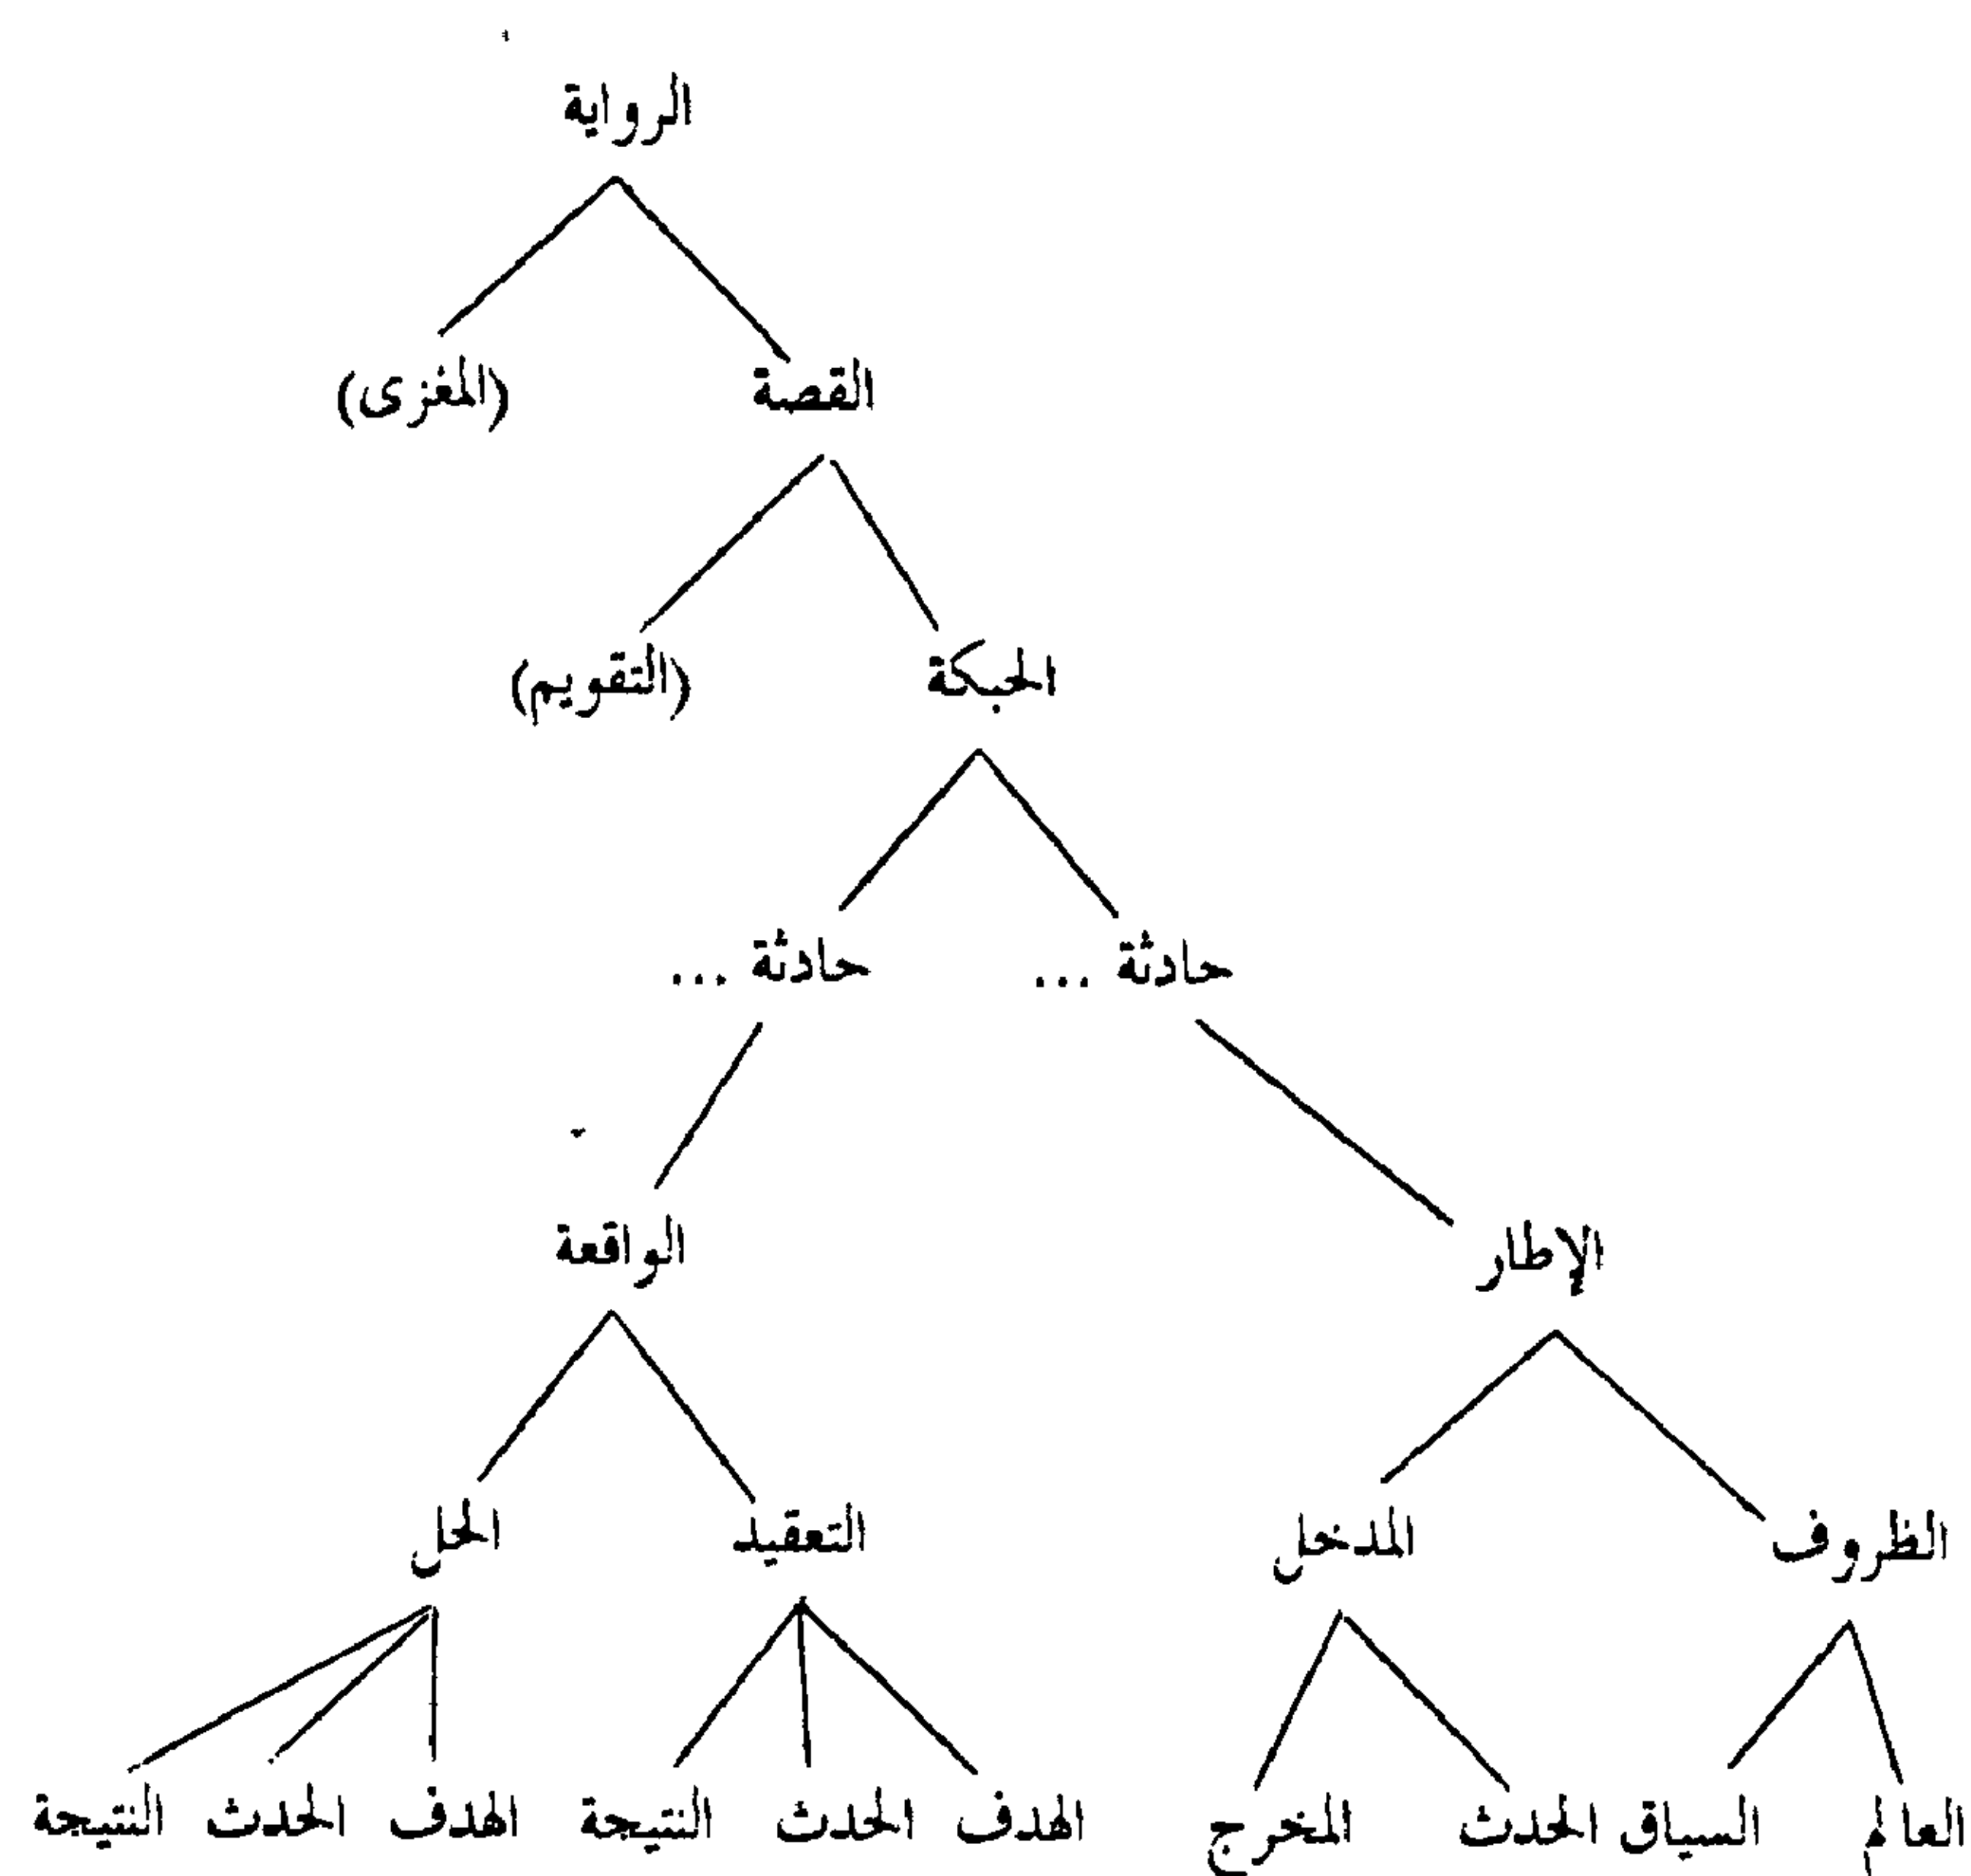 الرواية
القصة (المغزى)
الحبكة (التقويم)
حادثة ... حادثة ...
الإطار الواقعة
الظروف المدخل التعقيد الحل
العالم السياق الحدث المخرج الهدف الحدث النتيجة الهدف الحدث النتيجة